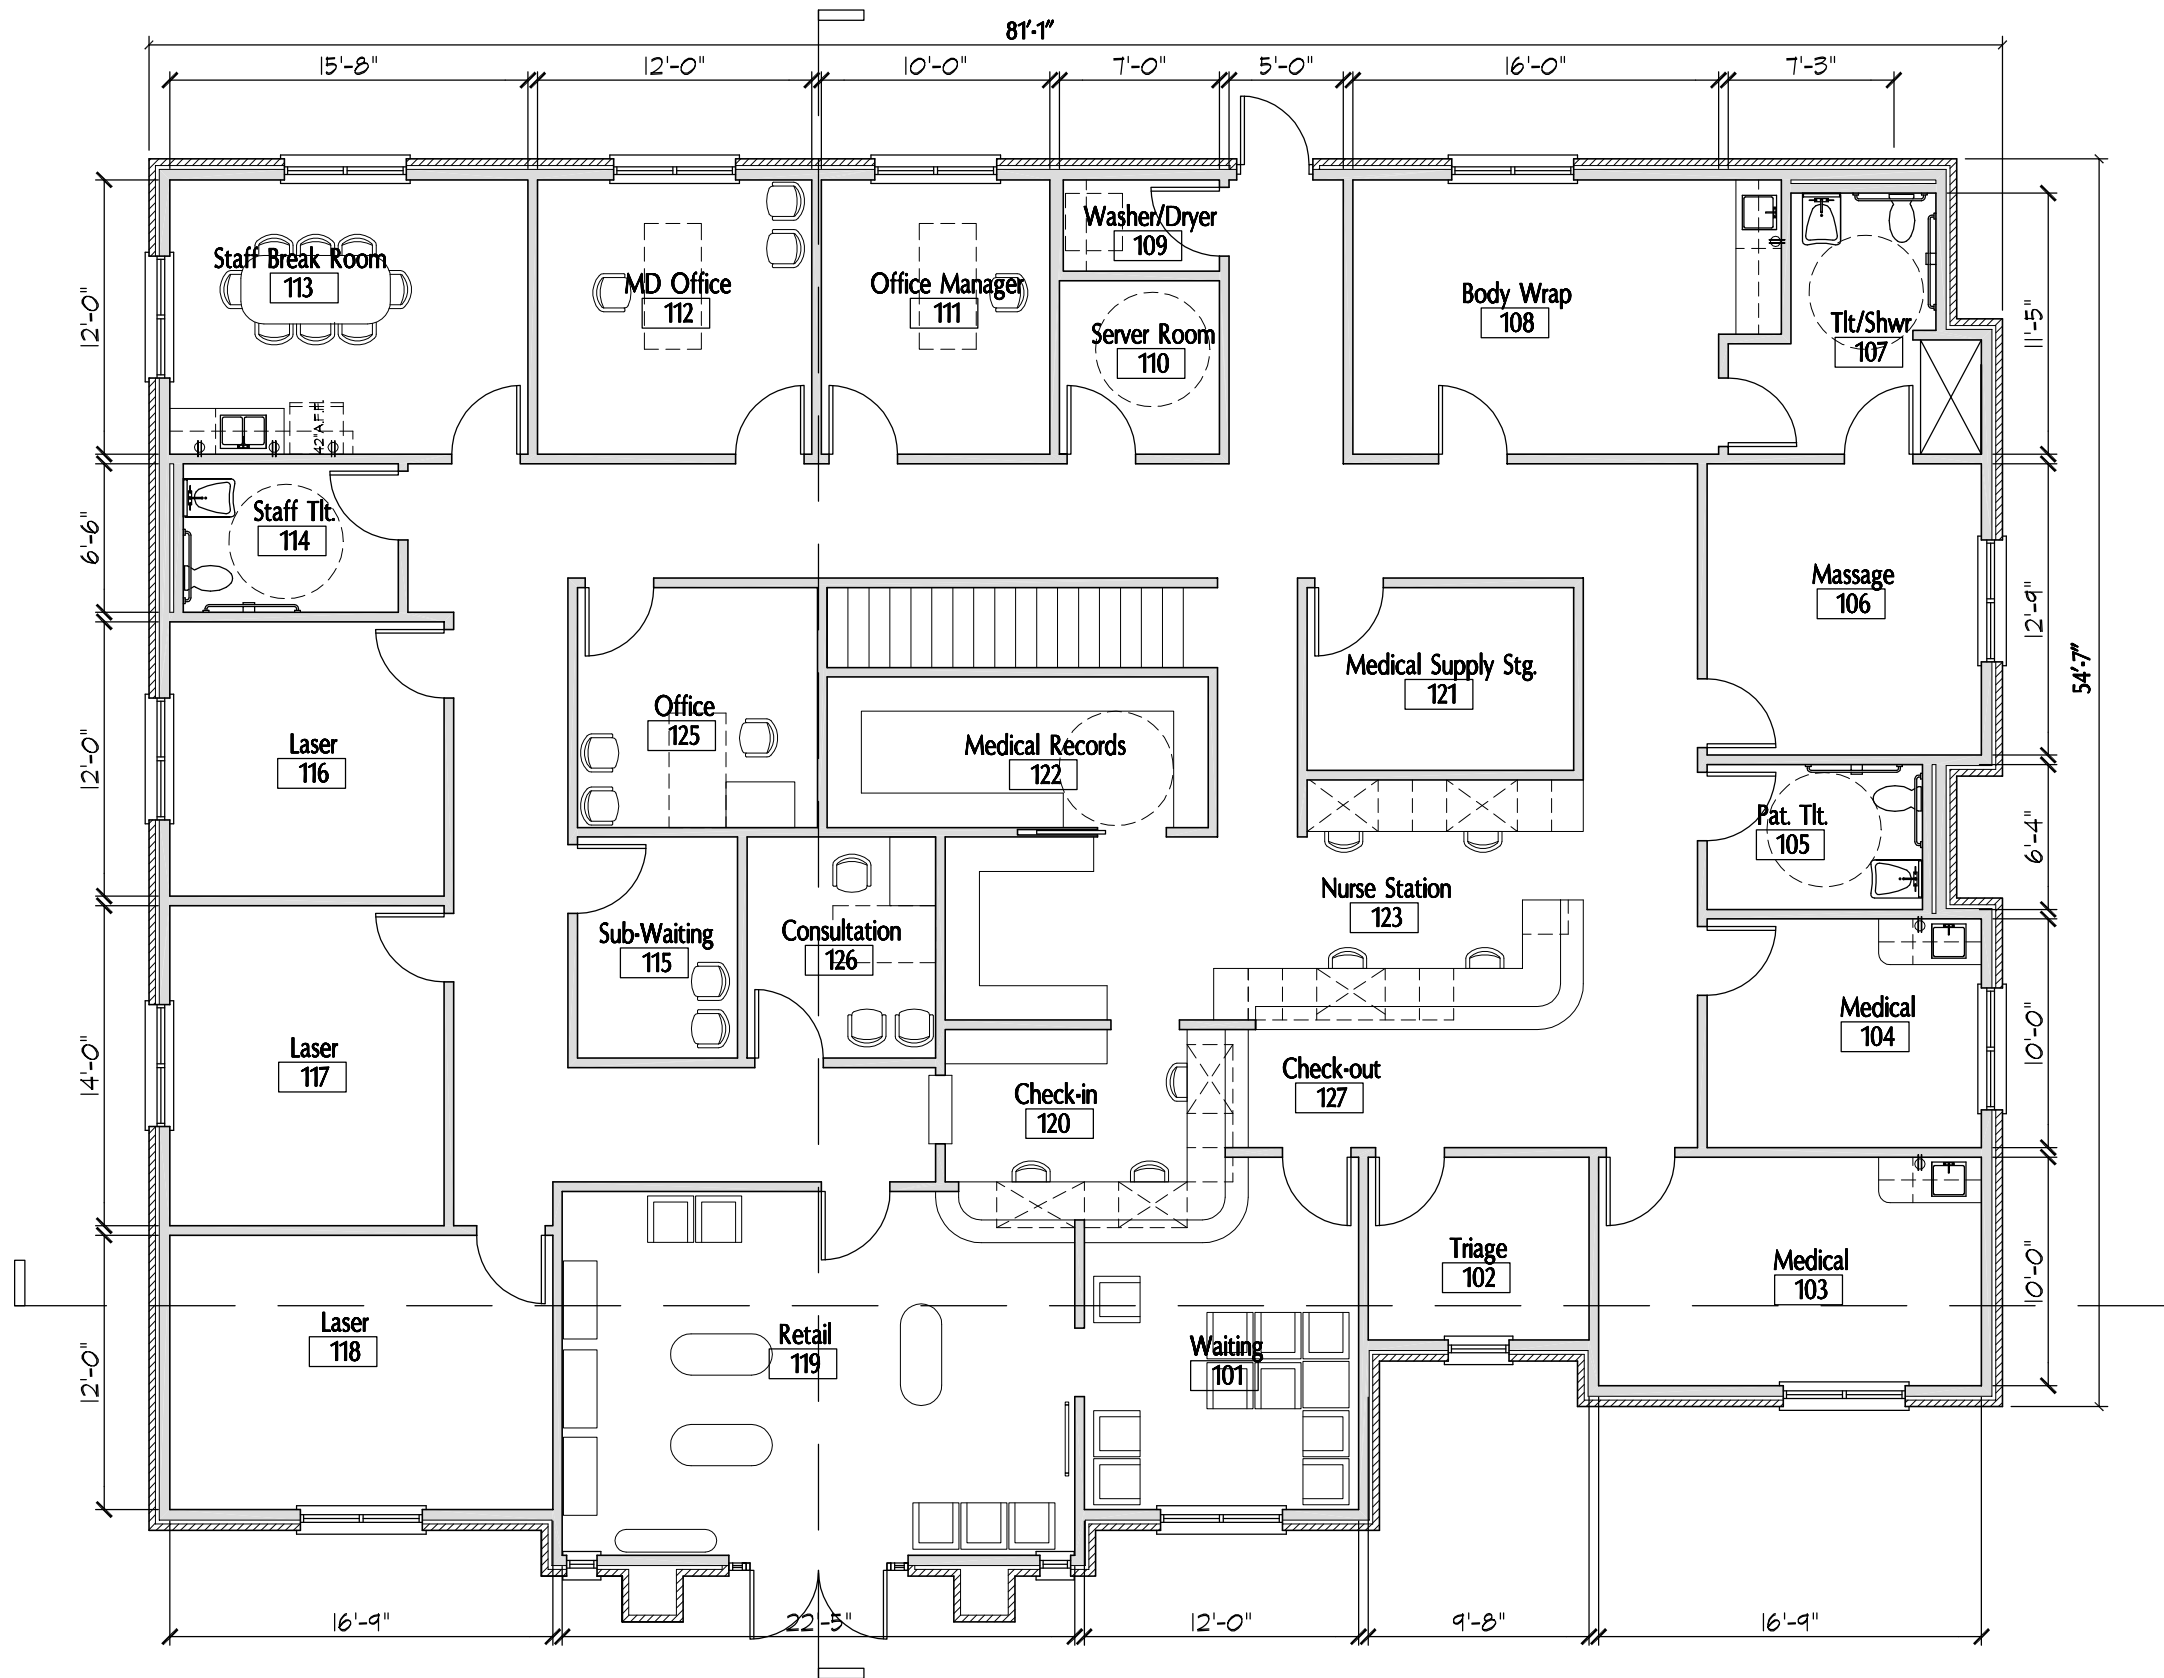 81'-1"
15'-8"
12'-0"
10'-0"
7'-0"
5'-0"
16'-0"
7'-3"
Washer/Dryer
109
Staff Break Room
113
MD Office
112
Office Manager
111
Body Wrap
108
Server Room
110
Tlt/Shwr
107
12'-0"
11'-5"
42"A.F.F.
Staff Tlt.
114
6'-6"
Massage
106
12'-9"
54'-7"
Medical Supply Stg.
121
Office
125
Laser
116
12'-0"
Medical Records
122
Pat. Tlt.
105
6'-4"
Nurse Station
123
Sub-Waiting
115
Consultation
126
Medical
104
10'-0"
Laser
117
14'-0"
Check-in
120
Check-out
127
Triage
102
Medical
103
10'-0"
Laser
118
12'-0"
Retail
119
Waiting
101
16'-9"
22'-5"
12'-0"
9'-8"
16'-9"